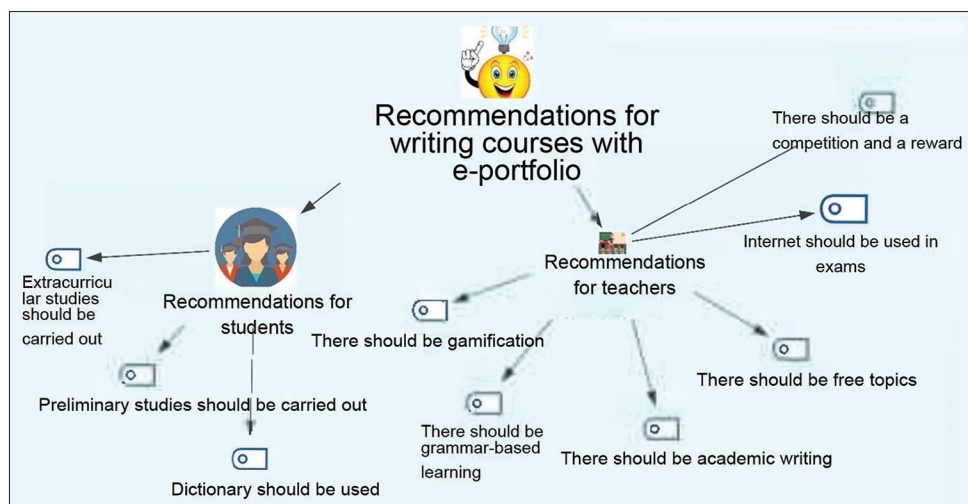 Recommendations for
writing courses with
e-portfolio
There should be a
competition and a reward
Internet should be used in
exams
Recommendations
for teachers
Extracurricu
lar studies
should be
carried out
Recommendations for
students
There should be gamification
There should be free topics
Preliminary studies should be carried out
There should be
grammar-based
learning
There should be academic writing
Dictionary should be used